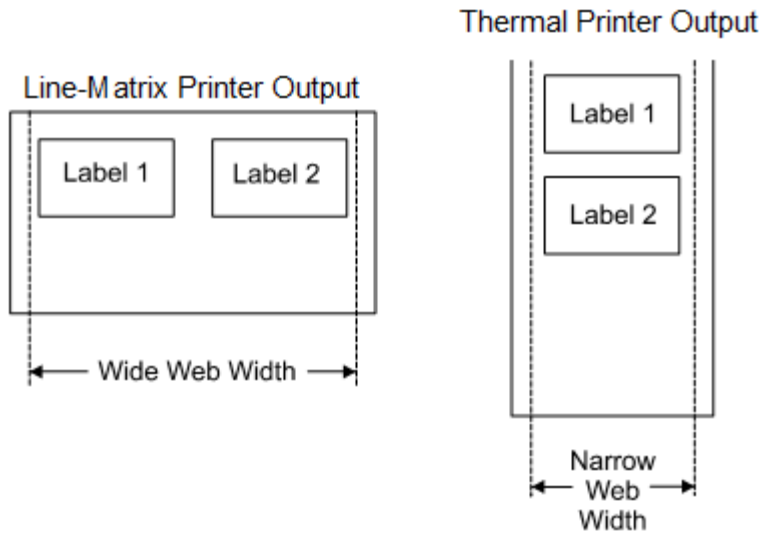 Thermal Printer Output
Line-Matrix Printer Output
Label 1
Label 2
Wide Web Width
Label 1
Label 2
Narrow
Web
Width